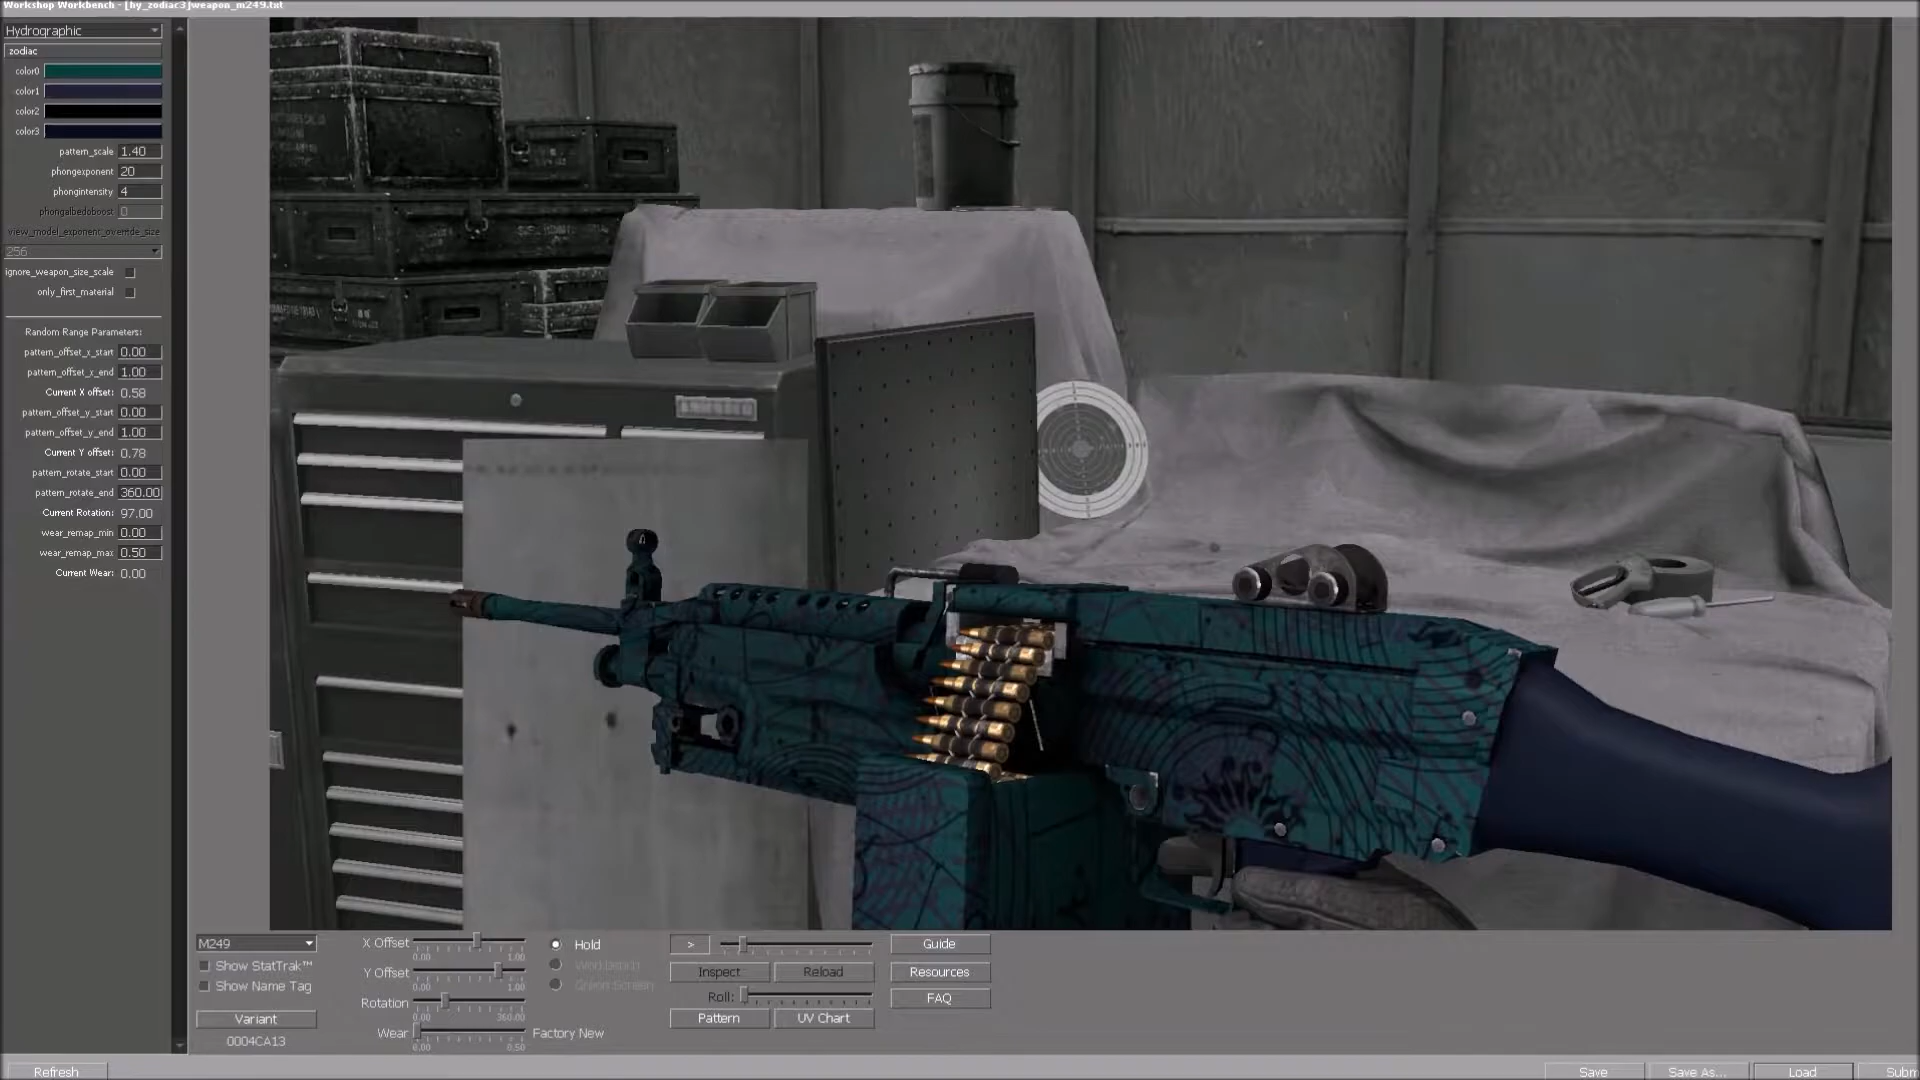 Workshop Workbench - [hy_zodiac3]weapon_m249.txt
Hydrographic
zodiac
color0
color1
color2
color3
pattern_scale 1.40
phongexponent 20
phongintensity 4
phongalbedoboost 0
view_model_exponent_override_size
256
ignore_weapon_size_scale
only_first_material
Random Range Parameters:
pattern_offset_x_start 0.00
pattern_offset_x_end 1.00
Current X offset: 0.58
pattern_offset_y_start 0.00
pattern_offset_y_end 1.00
Current Y offset: 0.78
pattern_rotate_start 0.00
pattern_rotate_end 360.00
Current Rotation: 97.00
wear_remap_min 0.00
wear_remap_max 0.50
Current Wear: 0.00
M249
Show StatTrak™
Show Name Tag
Variant
0004CA13
X Offset
0.00 1.00
Y Offset
0.00 1.00
Rotation
0.00 360.00
Wear Factory New
0.00 0.50
Hold
Workbench
Green Screen
>
Inspect Reload
Roll:
Pattern UV Chart
Guide
Resources
FAQ
Refresh Save Save As... Load Subm